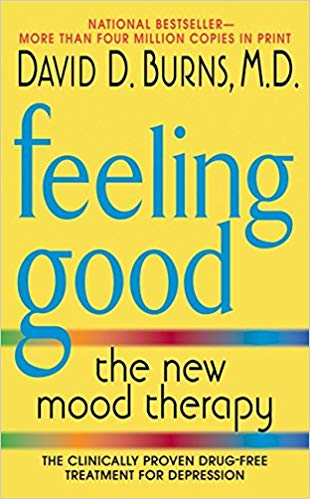 NATIONAL BESTSELLER—
MORE THAN FOUR MILLION COPIES IN PRINT
DAVID D. BURNS, M.D.
feeling
good
the new
mood therapy
THE CLINICALLY PROVEN DRUG-FREE
TREATMENT FOR DEPRESSION